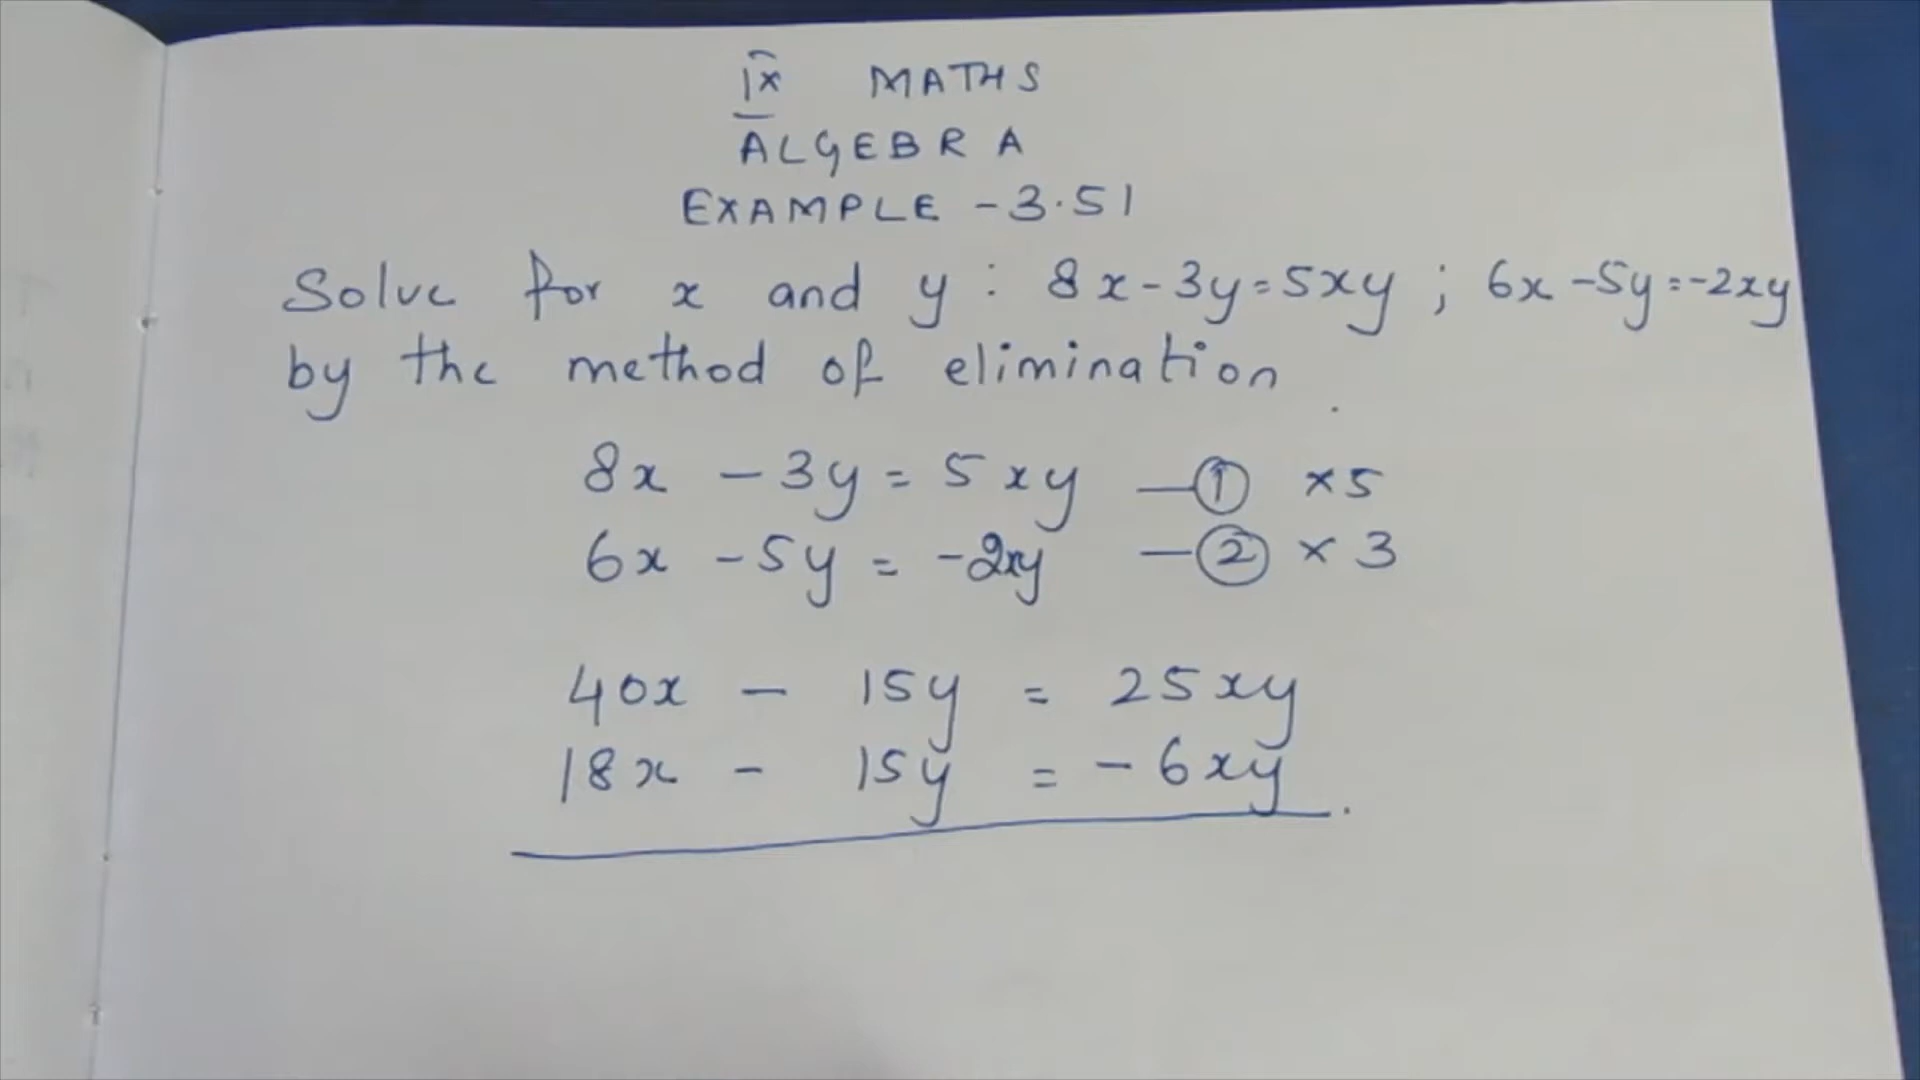 IX MATHS
ALGEBRA
EXAMPLE - 3.51
Solve for x and y : 8x - 3y = 5xy ; 6x - 5y = -2xy
by the method of elimination
8x - 3y = 5xy — ① × 5
6x - 5y = -2xy — ② × 3
40x - 15y = 25xy
18x - 15y = - 6xy